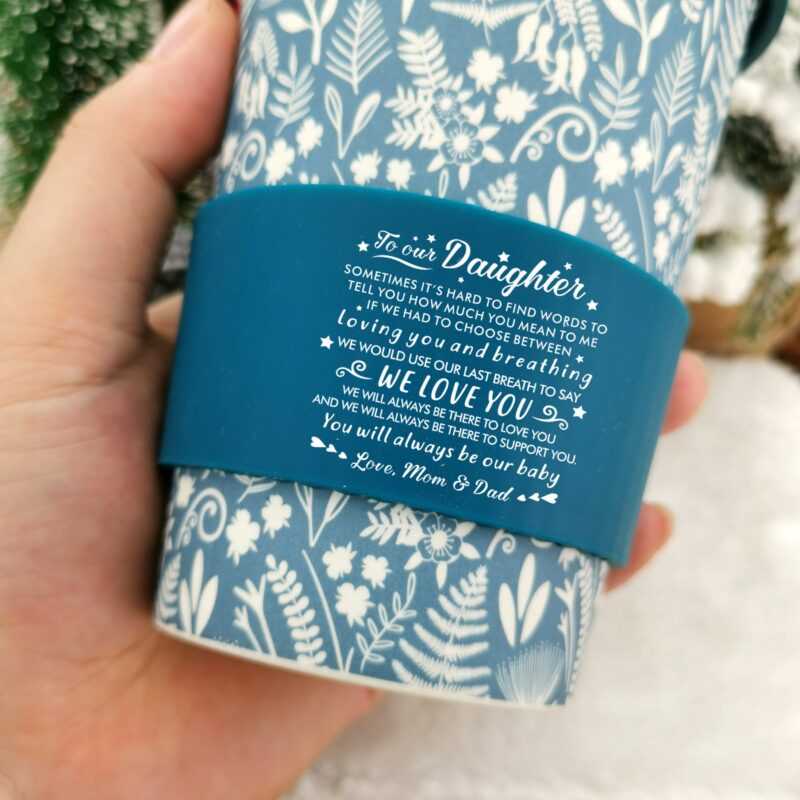 To our Daughter
SOMETIMES IT'S HARD TO FIND WORDS TO
TELL YOU HOW MUCH YOU MEAN TO ME
IF WE HAD TO CHOOSE BETWEEN
loving you and breathing
WE WOULD USE OUR LAST BREATH TO SAY
WE LOVE YOU
WE WILL ALWAYS BE THERE TO LOVE YOU
AND WE WILL ALWAYS BE THERE TO SUPPORT YOU.
You will always be our baby
Love, Mom & Dad